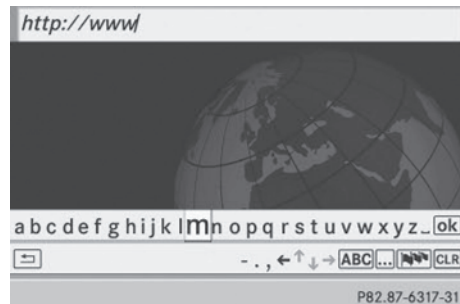 http://www
a b c d e f g h i j k l m n o p q r s t u v w x y z _ ok
- . , ← ↑ ↓ → ABC ... CLR
P82.87-6317-31